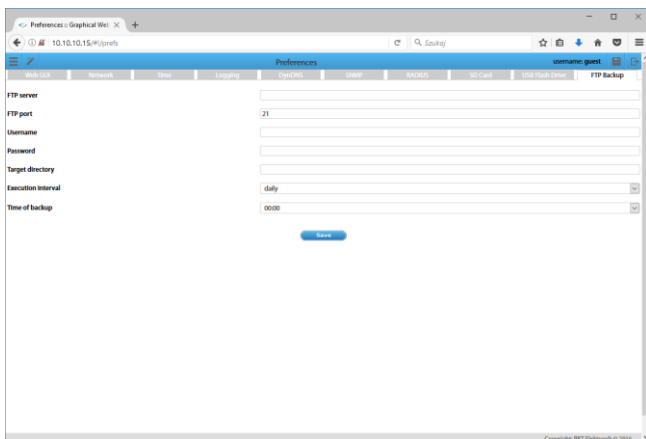 Preferences :: Graphical Web
10.10.10.15/#!/prefs
Szukaj
Preferences
username: guest
Web GUI Network Time Logging DynDNS SNMP RADIUS SD Card USB Flash Drive FTP Backup
FTP server
FTP port 21
Username
Password
Target directory
Execution interval daily
Time of backup 00:00
Save